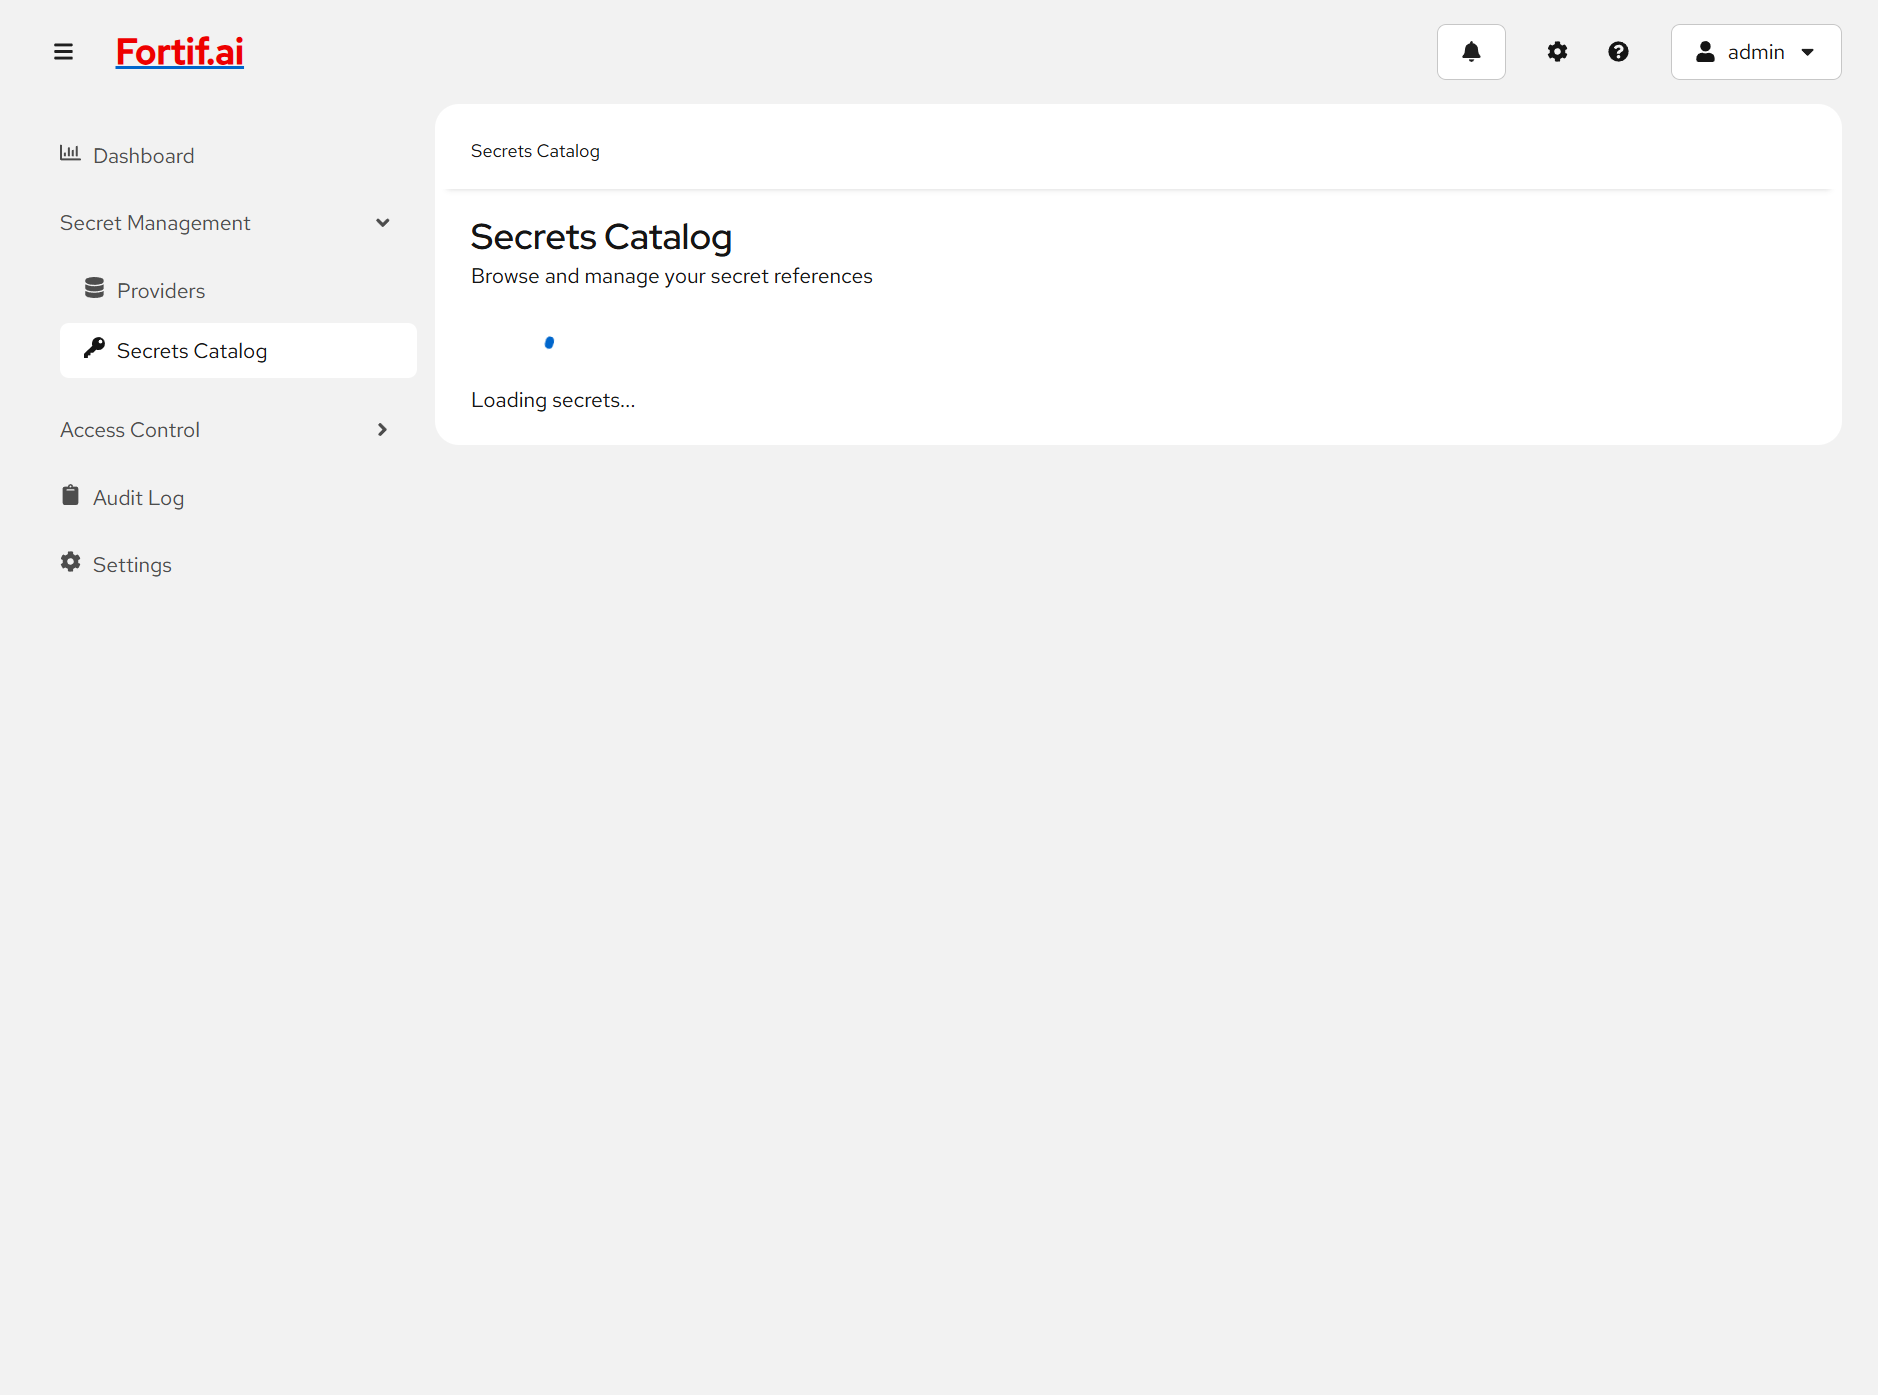 Fortif.ai
admin
Dashboard
Secret Management
Providers
Secrets Catalog
Access Control
Audit Log
Settings
Secrets Catalog
Secrets Catalog
Browse and manage your secret references
Loading secrets...